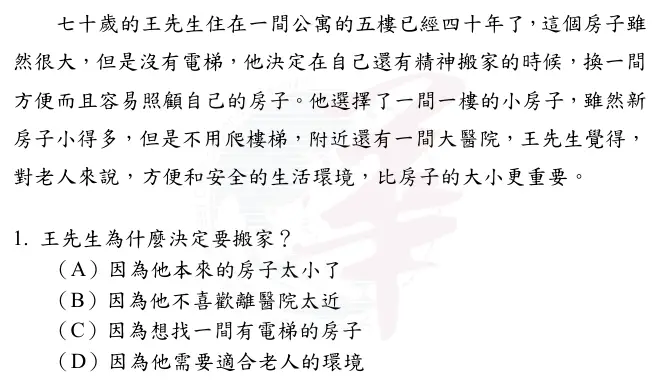 七十歲的王先生住在一間公寓的五樓已經四十年了，這個房子雖
然很大，但是沒有電梯，他決定在自己還有精神搬家的時候，換一間
方便而且容易照顧自己的房子。他選擇了一間一樓的小房子，雖然新
房子小得多，但是不用爬樓梯，附近還有一間大醫院，王先生覺得，
對老人來說，方便和安全的生活環境，比房子的大小更重要。
1. 王先生為什麼決定要搬家？
（A）因為他本來的房子太小了
（B）因為他不喜歡離醫院太近
（C）因為想找一間有電梯的房子
（D）因為他需要適合老人的環境